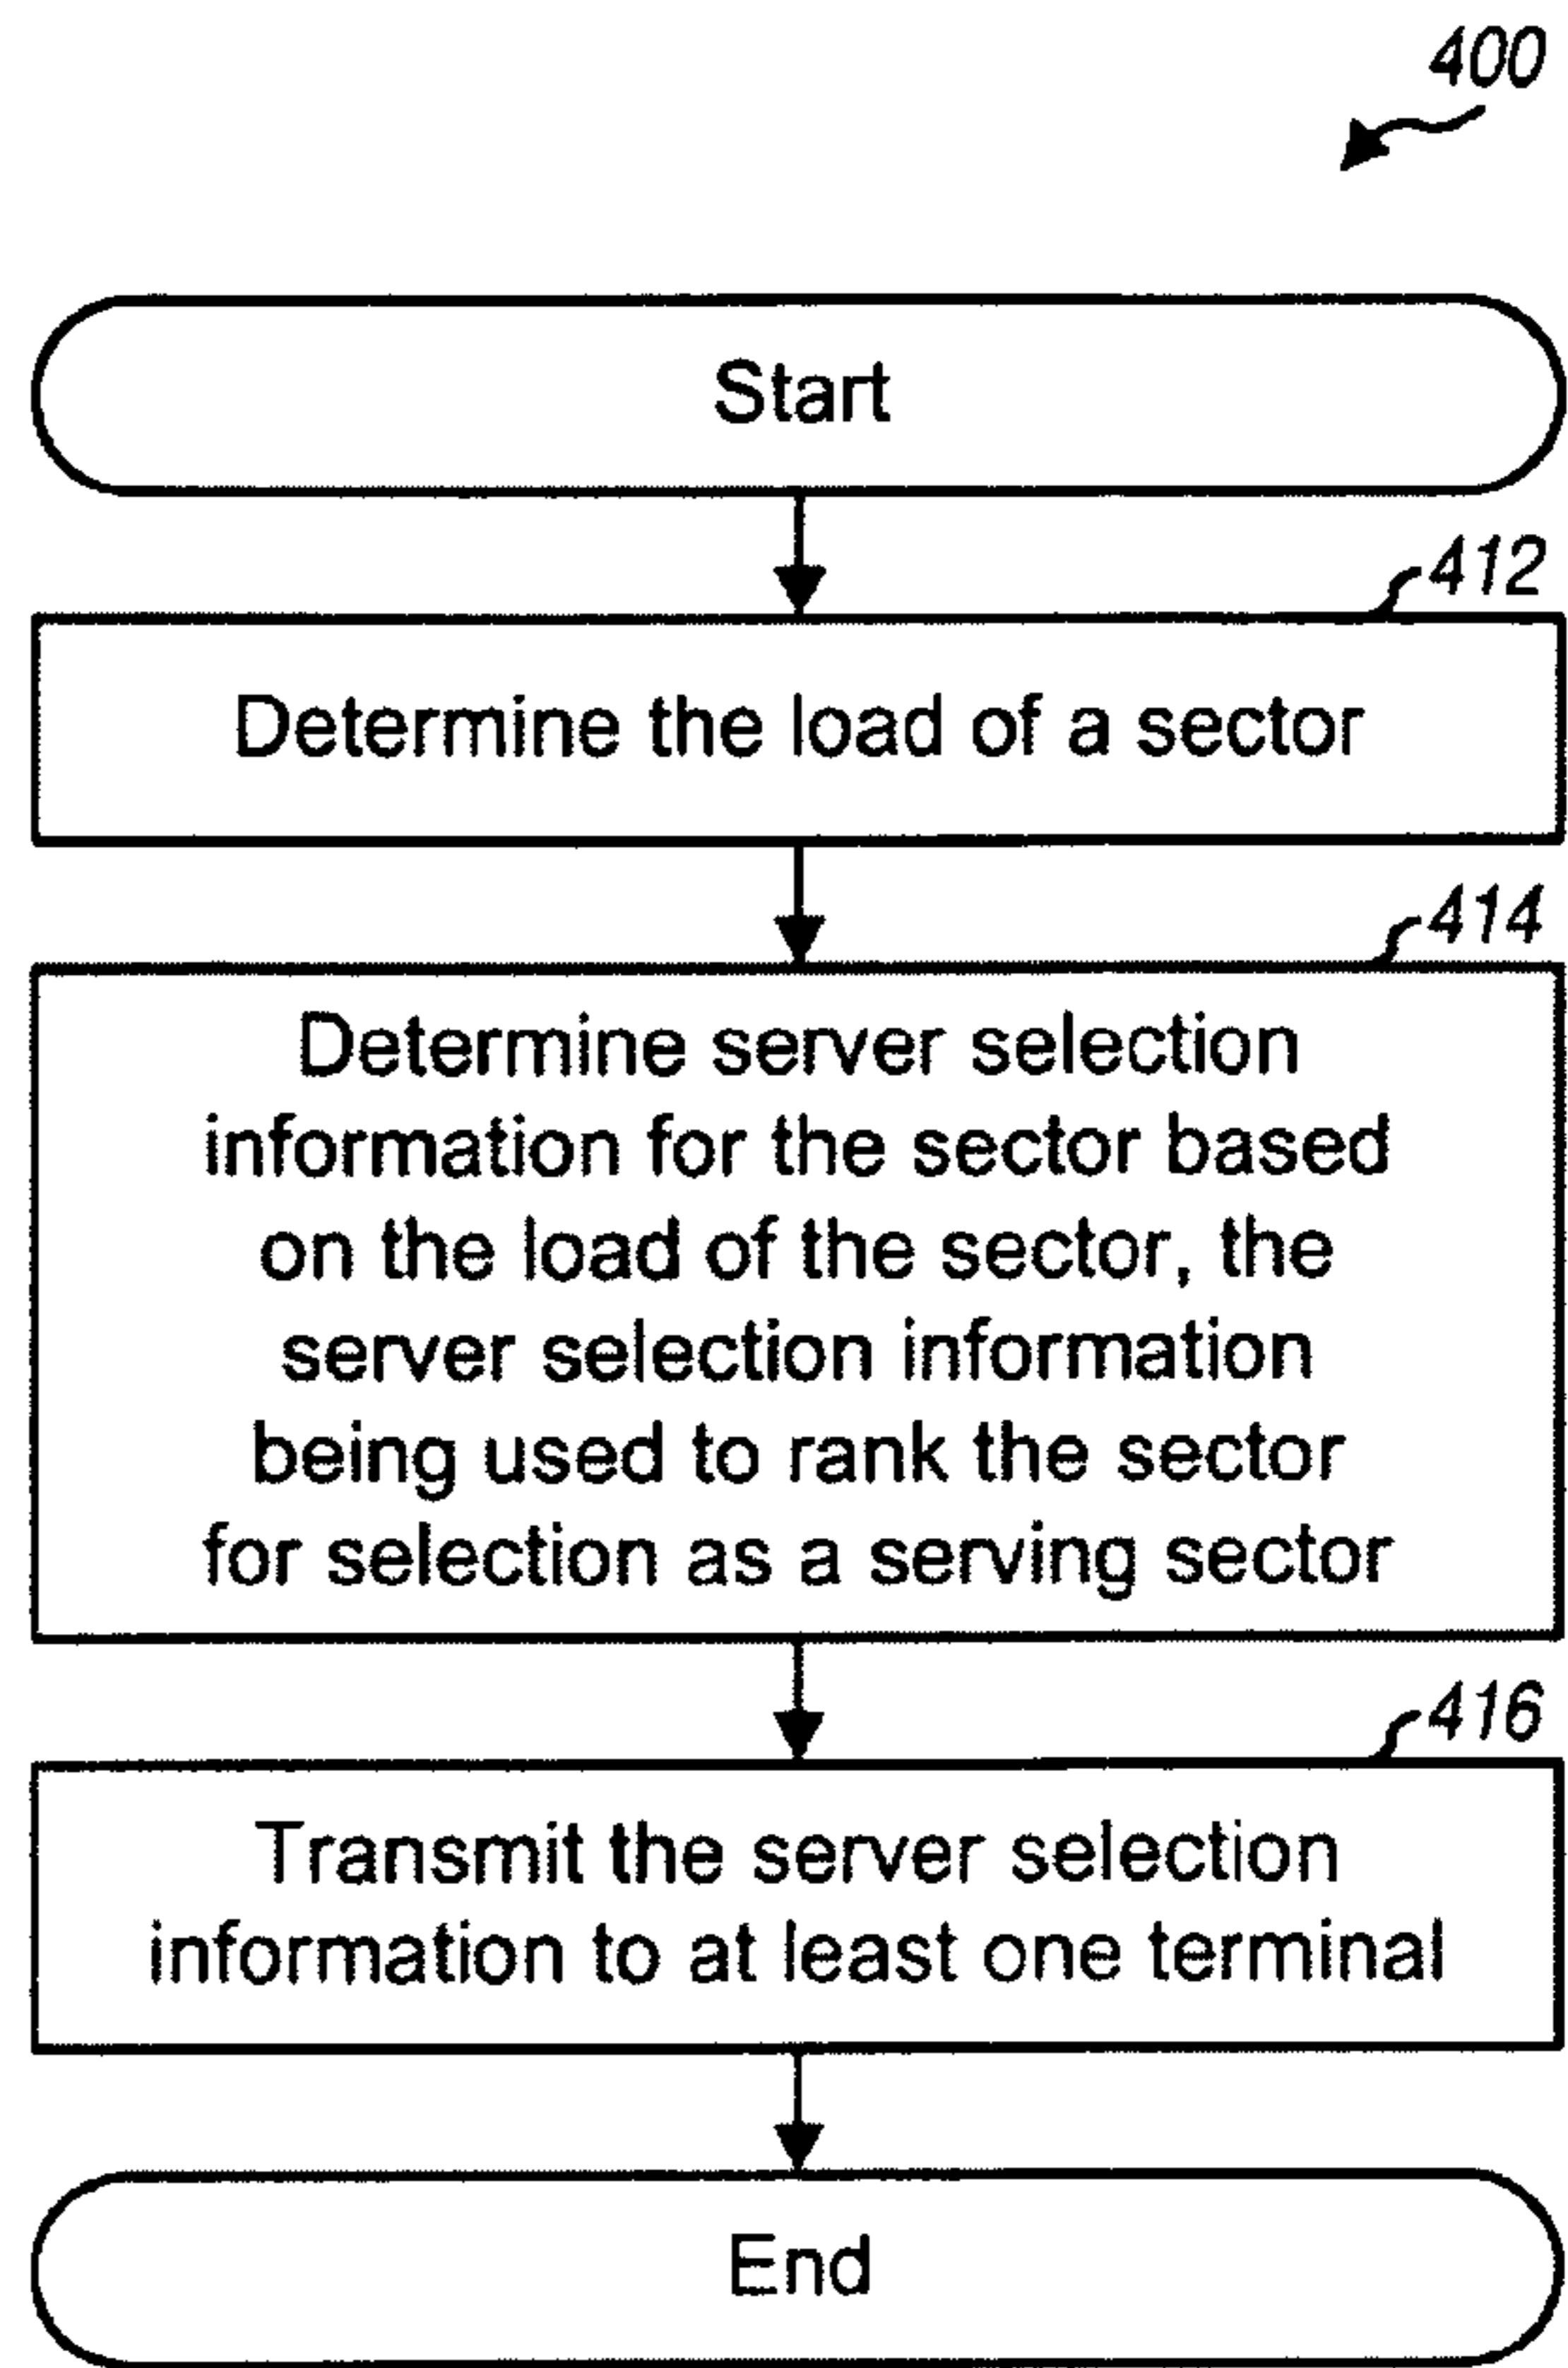 400
Start
412
Determine the load of a sector
414
Determine server selection
information for the sector based
on the load of the sector, the
server selection information
being used to rank the sector
for selection as a serving sector
416
Transmit the server selection
information to at least one terminal
End